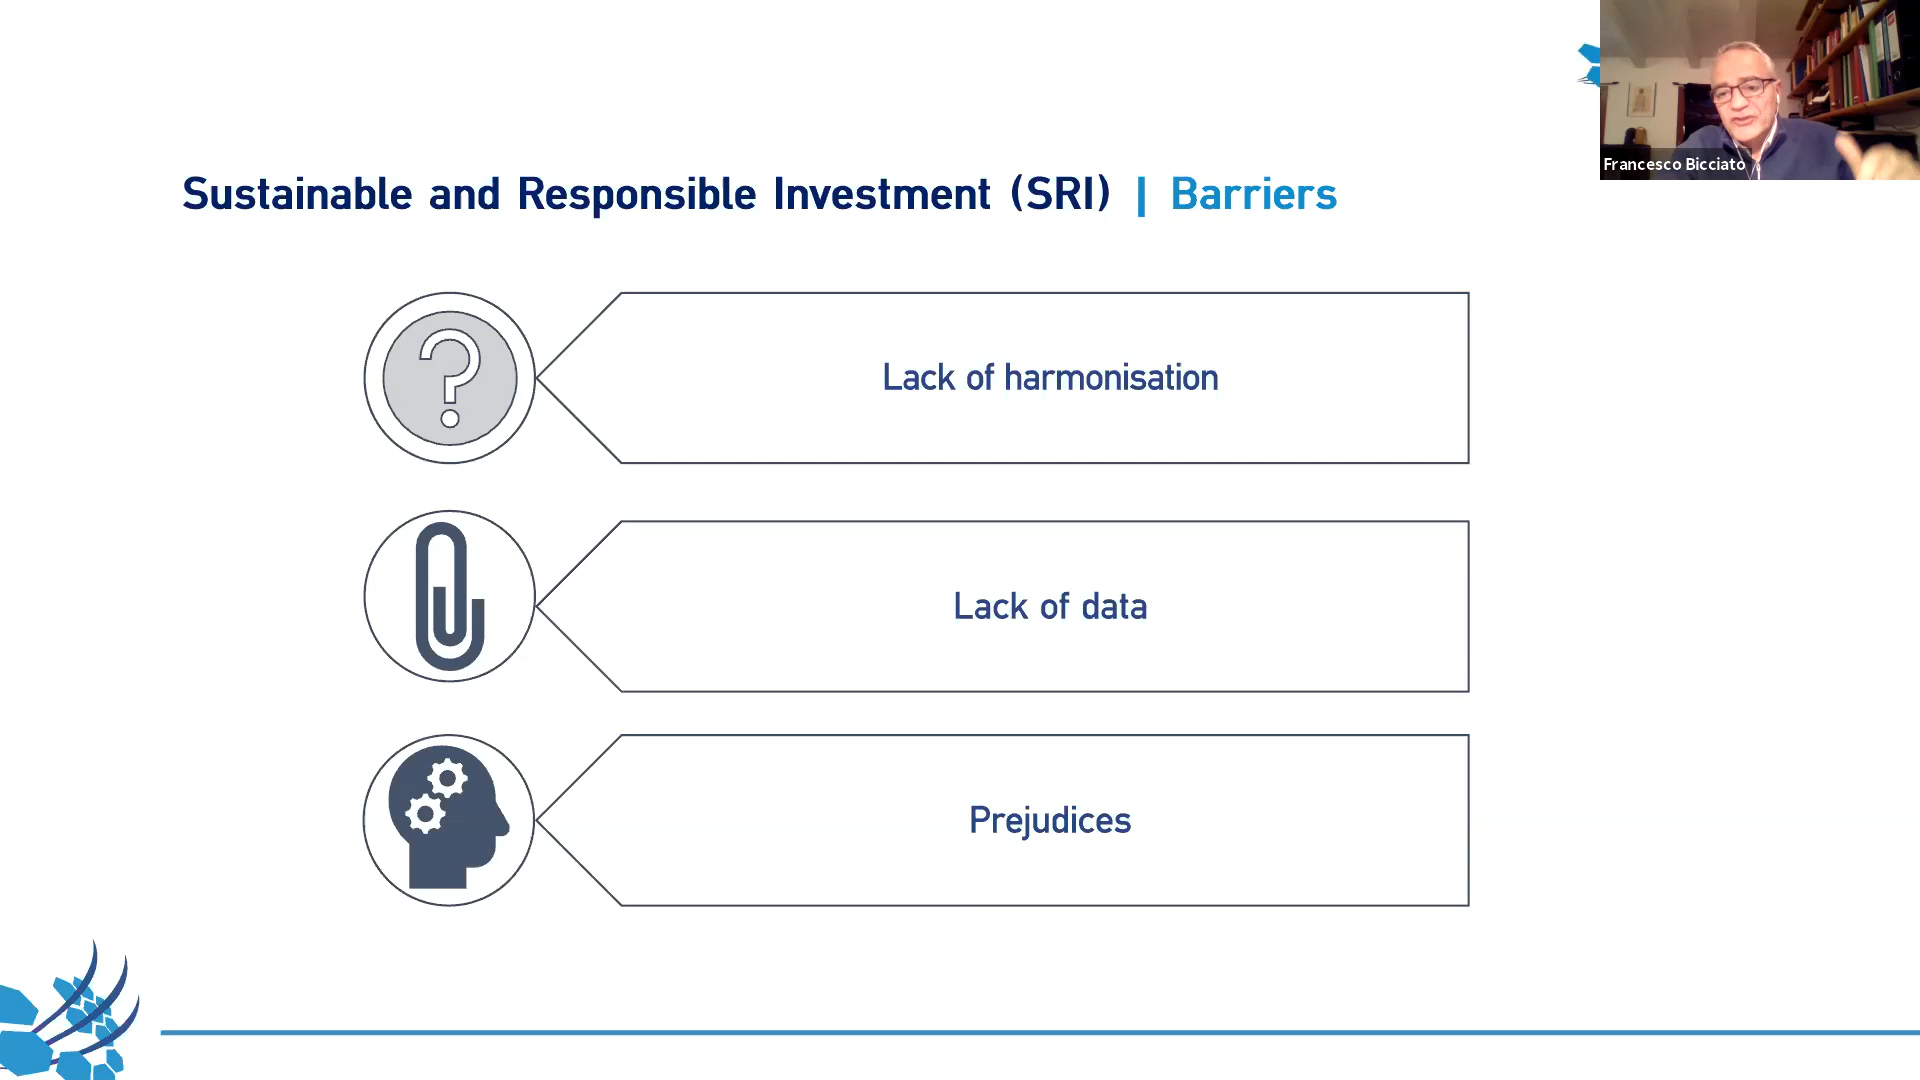 Francesco Bicciato
Sustainable and Responsible Investment (SRI) | Barriers
Lack of harmonisation
Lack of data
Prejudices